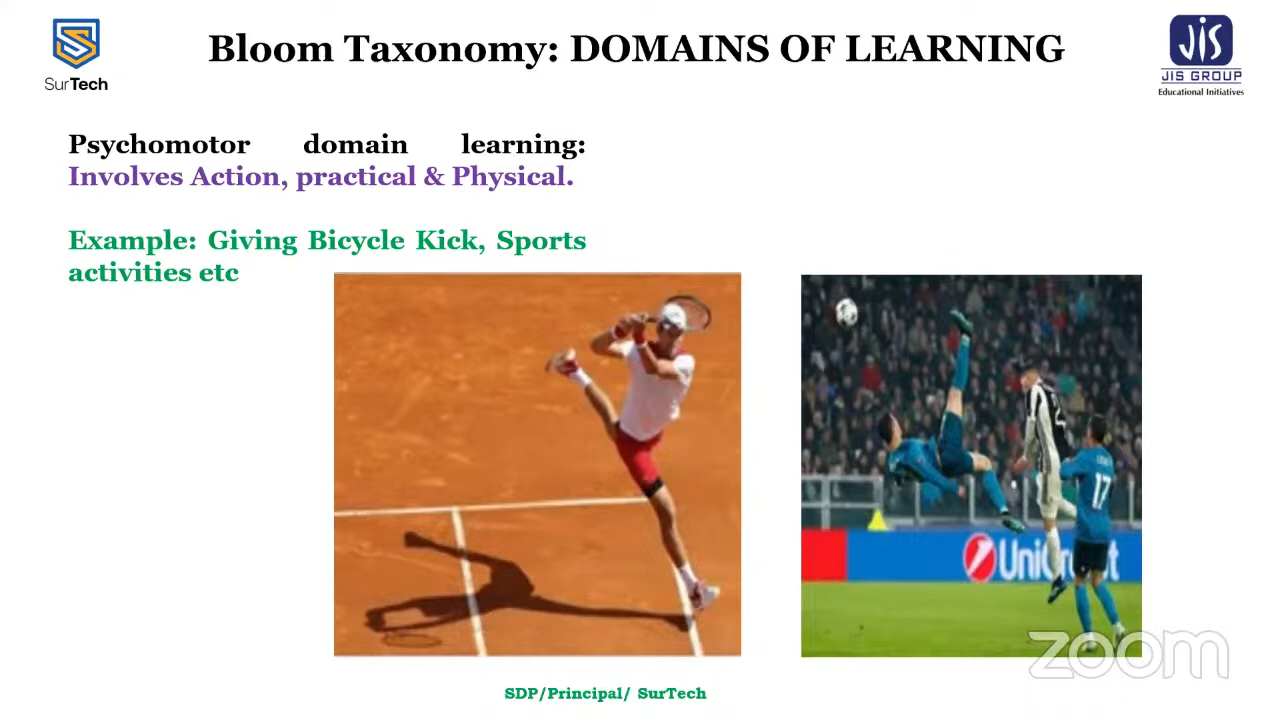 SurTech
Bloom Taxonomy: DOMAINS OF LEARNING
JIS
JIS GROUP
Educational Initiatives
Psychomotor domain learning:
Involves Action, practical & Physical.
Example: Giving Bicycle Kick, Sports
activities etc
17
zoom
SDP/Principal/ SurTech